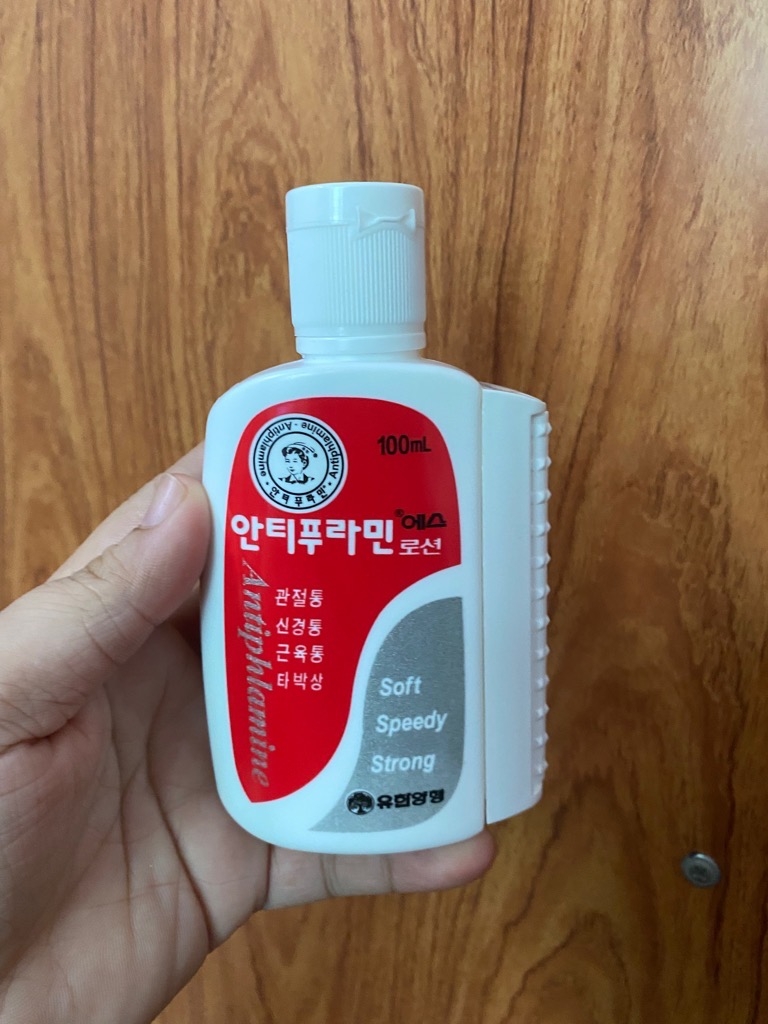 Antiphlamine · Antiphlamine
·안티푸라민·
100mL
안티푸라민®에스
로션
Antiphlamine
관절통
신경통
근육통
타박상
Soft
Speedy
Strong
유한양행